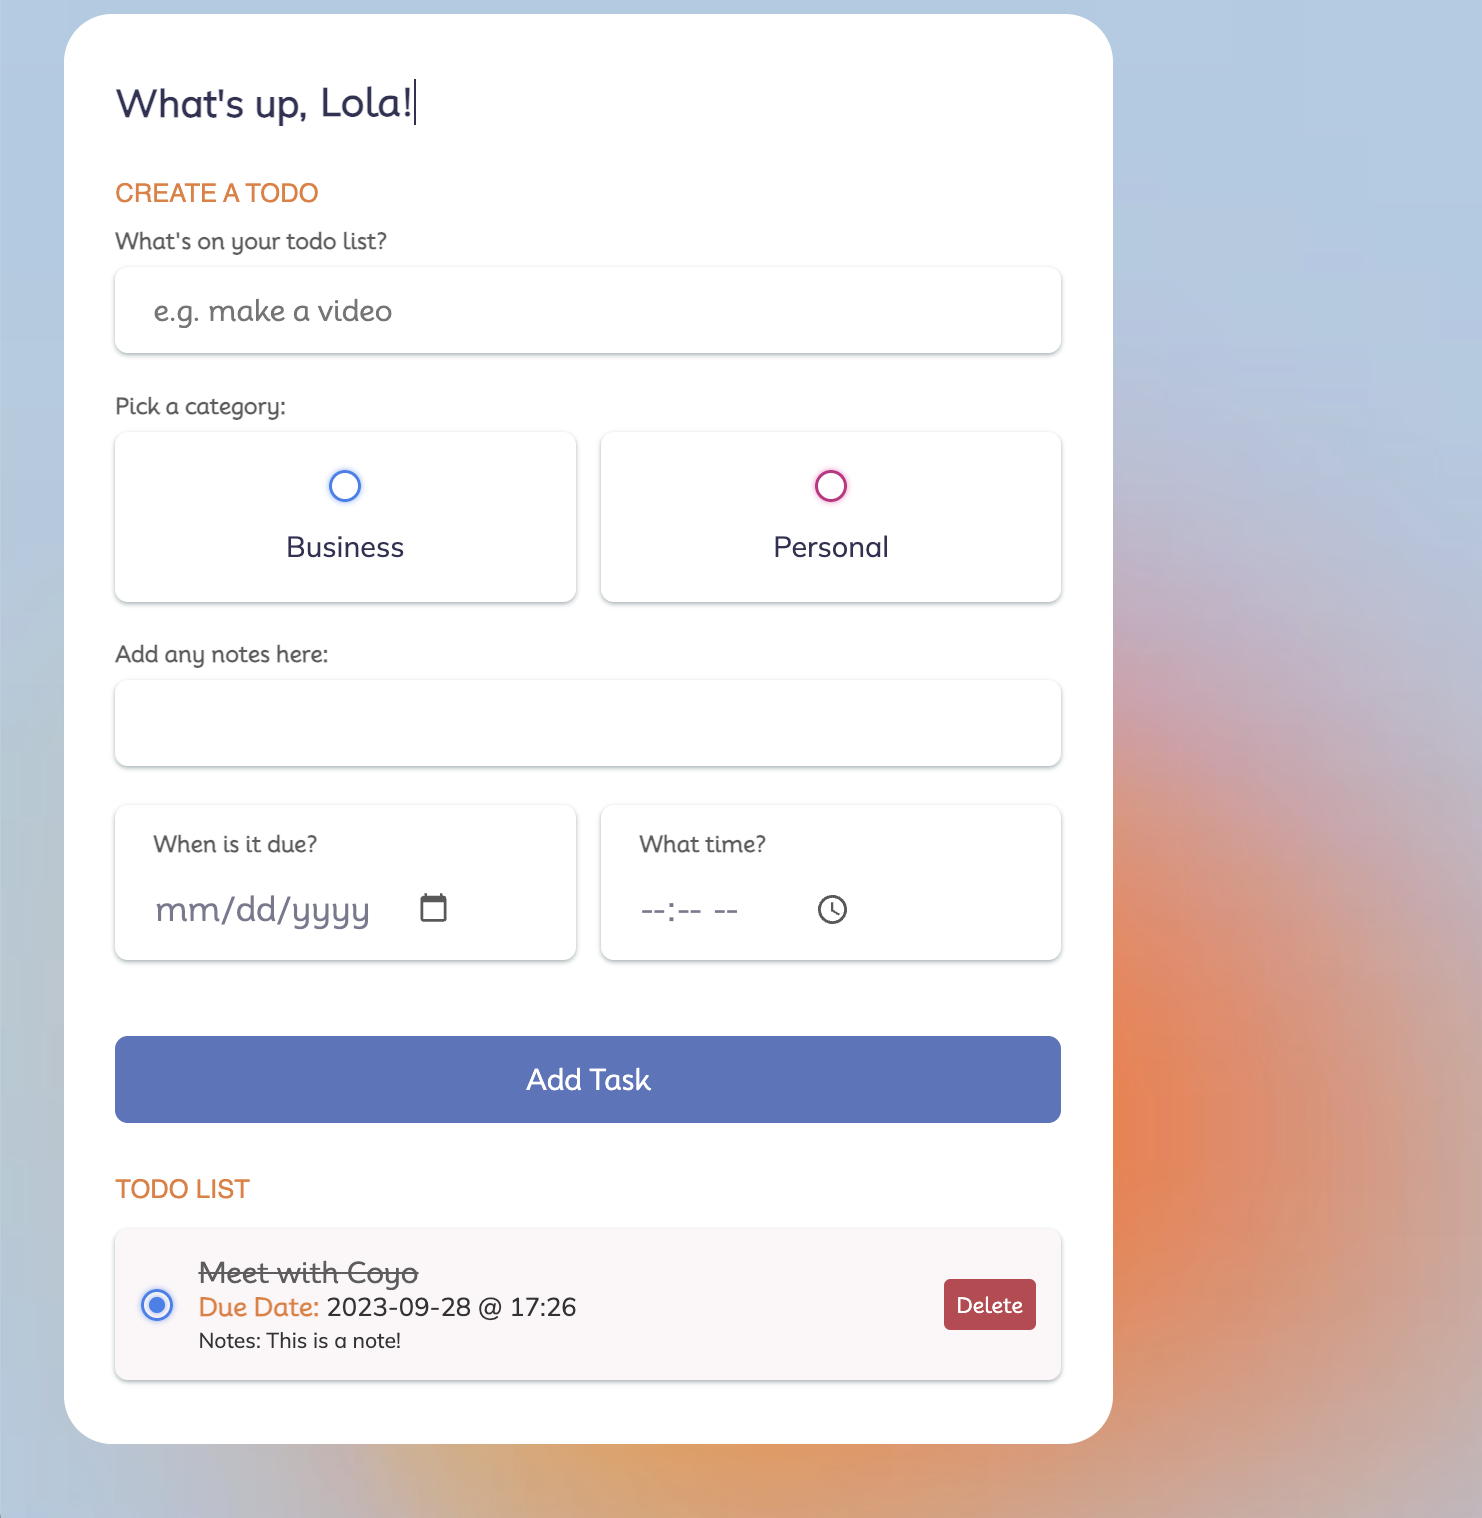 What's up, Lola!
CREATE A TODO
What's on your todo list?
e.g. make a video
Pick a category:
Business
Personal
Add any notes here:
When is it due?
What time?
mm/dd/yyyy
--:-- --
Add Task
TODO LIST
Meet with Coyo
Due Date: 2023-09-28 @ 17:26
Delete
Notes: This is a note!